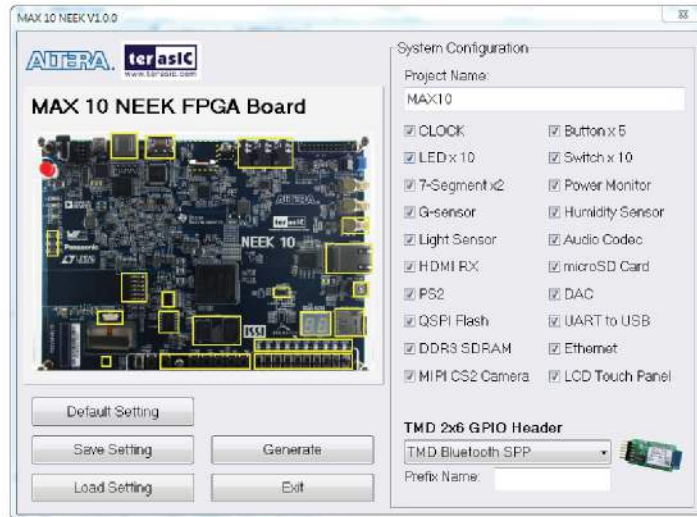 MAX 10 NEEK V1.0.0
ALTERA.
terasIC
www.terasic.com
MAX 10 NEEK FPGA Board
ALTERA
terasIC
NEEK 10
Panasonic
ISSI
Default Setting
Save Setting
Generate
Load Setting
Exit
System Configuration
Project Name:
MAX10
CLOCK
Button x 5
LED x 10
Switch x 10
7-Segment x2
Power Monitor
G-sensor
Humidity Sensor
Light Sensor
Audio Codec
HDMI RX
microSD Card
PS2
DAC
QSPI Flash
UART to USB
DDR3 SDRAM
Ethernet
MIPI CS2 Camera
LCD Touch Panel
TMD 2x6 GPIO Header
TMD Bluetooth SPP
Prefix Name: